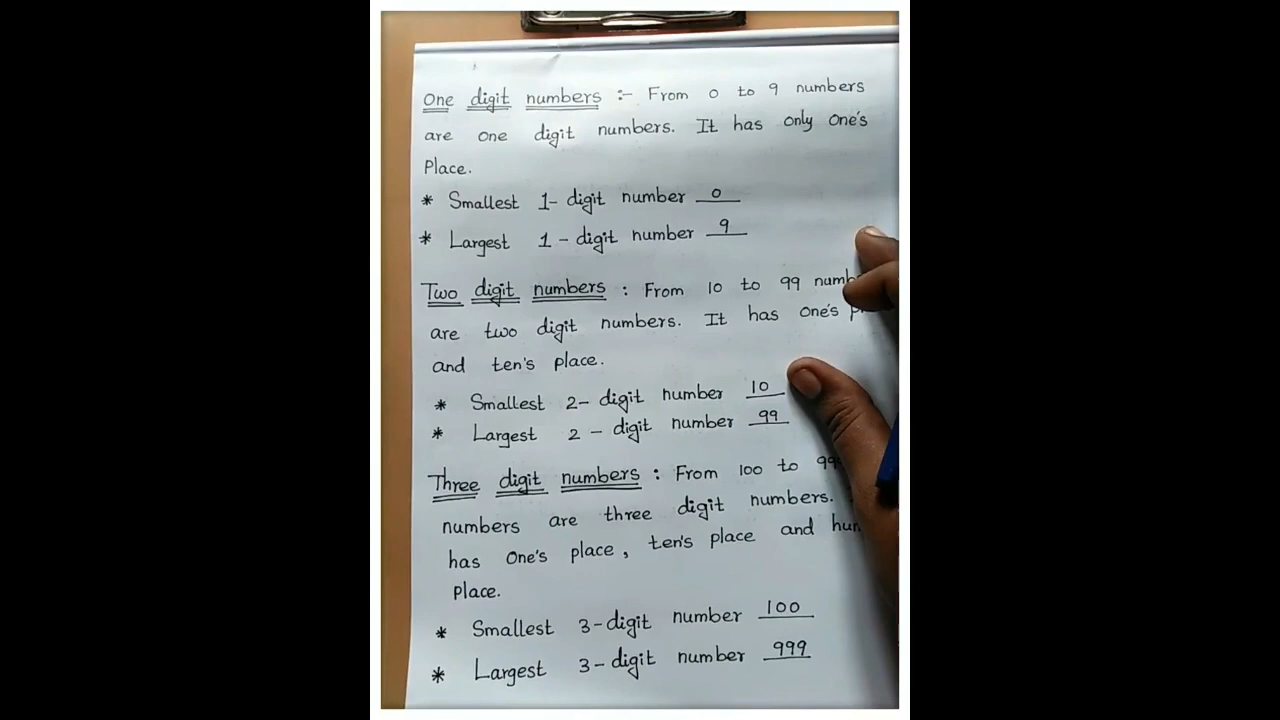 One digit numbers :- From 0 to 9 numbers
are one digit numbers. It has only one's
Place.
* Smallest 1- digit number 0
* Largest 1 - digit number 9
Two digit numbers : From 10 to 99
are two digit numbers. It has one's
and ten's place.
* Smallest 2- digit number 10
* Largest 2 - digit number 99
Three digit numbers : From 100 to
numbers are three digit numbers.
has One's place, ten's place and
Place.
* Smallest 3-digit number 100
* Largest 3-digit number 999